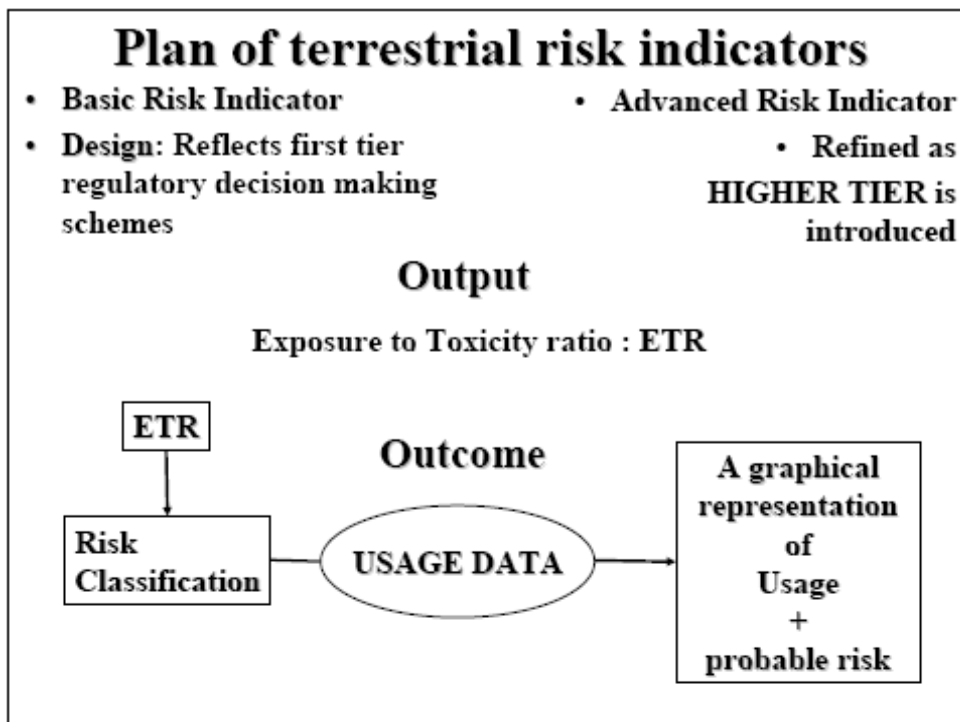 Plan of terrestrial risk indicators
• Basic Risk Indicator
• Design: Reflects first tier
regulatory decision making
schemes
• Advanced Risk Indicator
• Refined as
HIGHER TIER is
introduced
Output
Exposure to Toxicity ratio : ETR
ETR
Outcome
Risk
Classification
USAGE DATA
A graphical
representation
of
Usage
+
probable risk